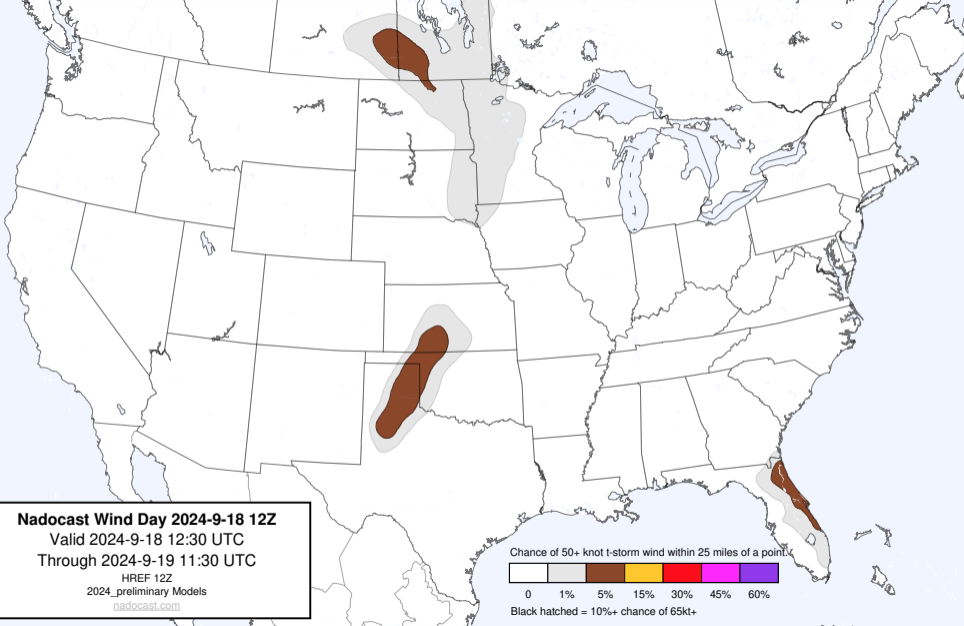 Nadocast Wind Day 2024-9-18 12Z
Valid 2024-9-18 12:30 UTC
Through 2024-9-19 11:30 UTC
HREF 12Z
2024_preliminary Models
nadocast.com
Chance of 50+ knot t-storm wind within 25 miles of a point.
0 1% 5% 15% 30% 45% 60%
Black hatched = 10%+ chance of 65kt+